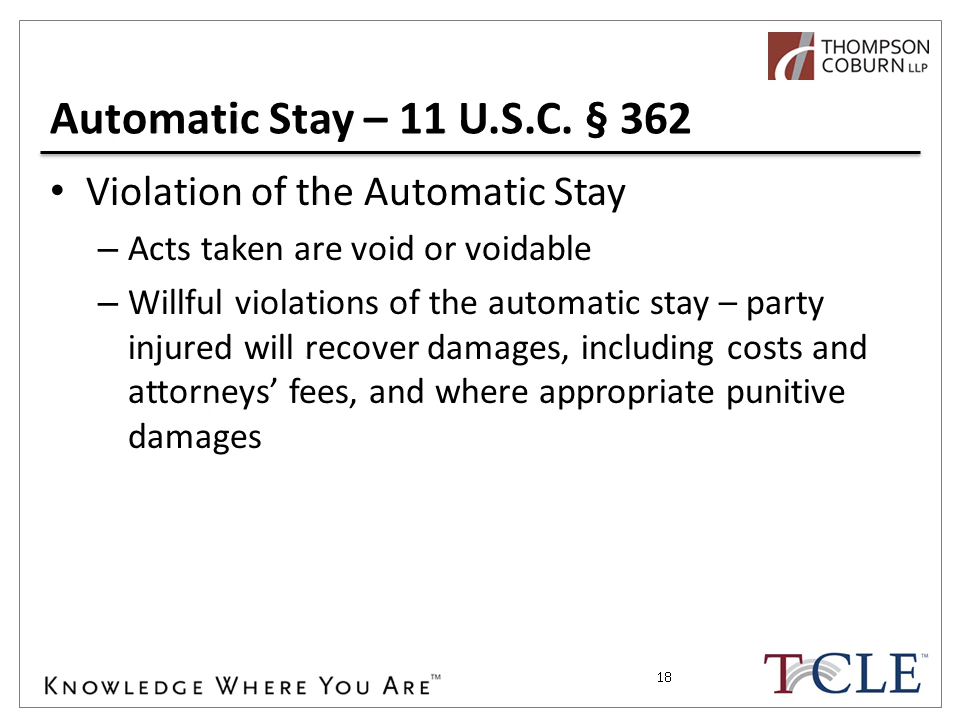 THOMPSON
COBURN LLP
Automatic Stay – 11 U.S.C. § 362
• Violation of the Automatic Stay
– Acts taken are void or voidable
– Willful violations of the automatic stay – party
injured will recover damages, including costs and
attorneys’ fees, and where appropriate punitive
damages
KNOWLEDGE WHERE YOU ARE™
18
TCLE™